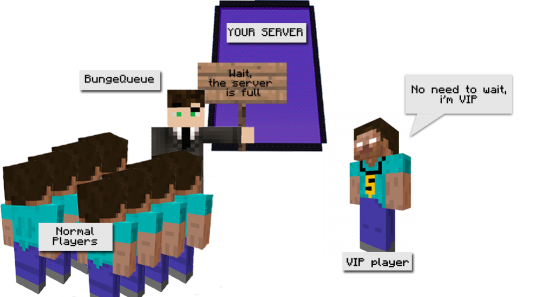 YOUR SERVER
BungeQueue
Wait,
the server
is full
No need to wait,
i'm VIP
Normal
Players
VIP player